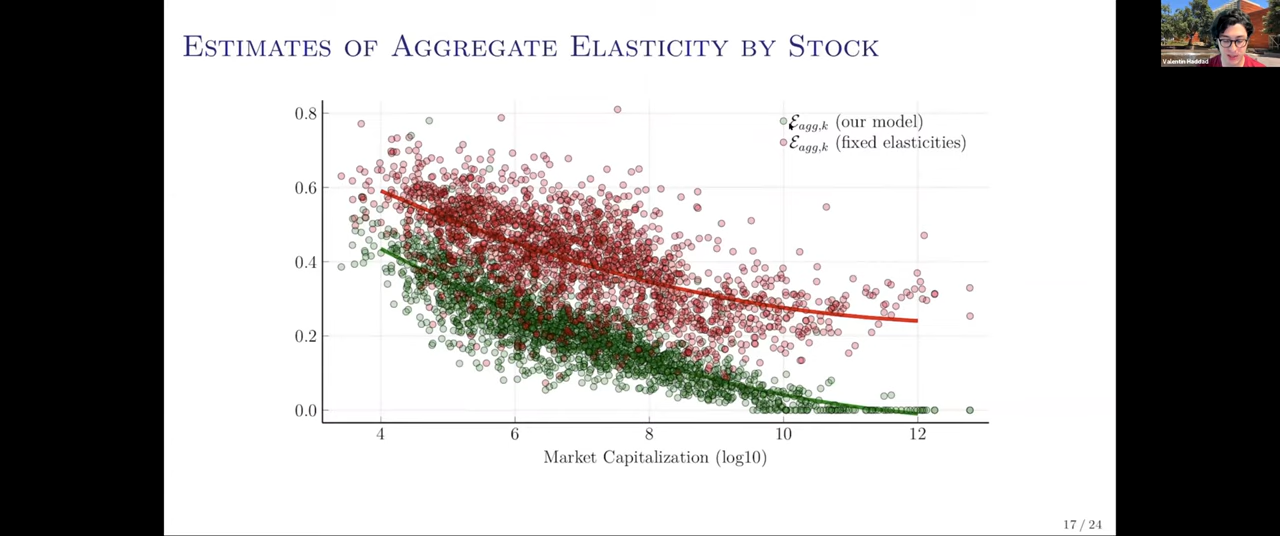 Estimates of Aggregate Elasticity by Stock
Valentin Haddad
0.8
0.6
0.4
0.2
0.0
ℰagg,k (our model)
ℰagg,k (fixed elasticities)
4 6 8 10 12
Market Capitalization (log10)
17 / 24